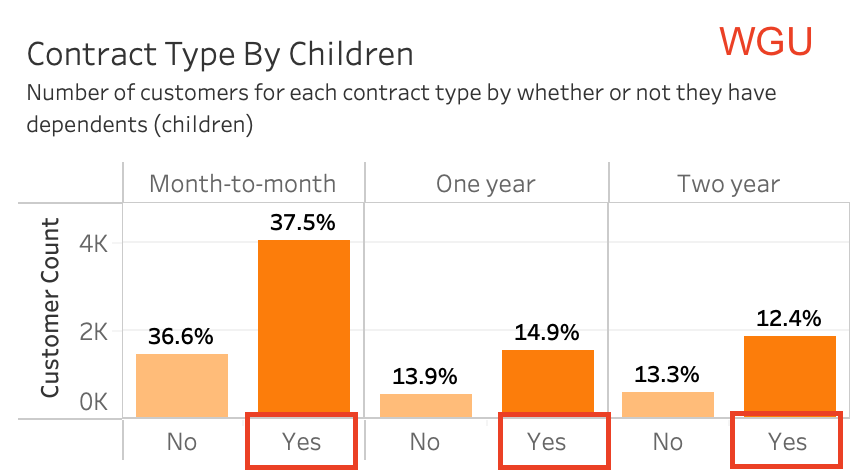 WGU
Contract Type By Children
Number of customers for each contract type by whether or not they have
dependents (children)
Month-to-month
One year
Two year
Customer Count
4K
2K
0K
36.6%
37.5%
13.9%
14.9%
13.3%
12.4%
No
Yes
No
Yes
No
Yes